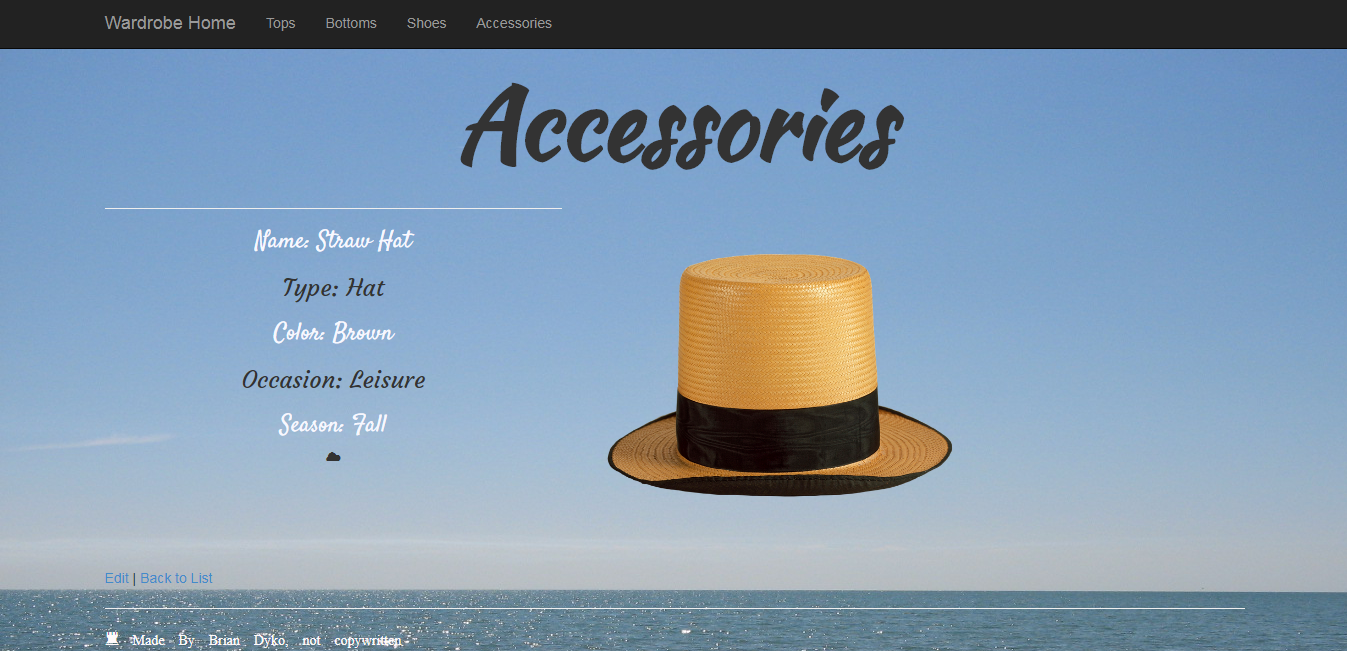 Wardrobe Home Tops Bottoms Shoes Accessories
Accessories
Name: Straw Hat
Type: Hat
Color: Brown
Occasion: Leisure
Season: Fall
Edit | Back to List
Made By Brian Dyko, not copywritten-